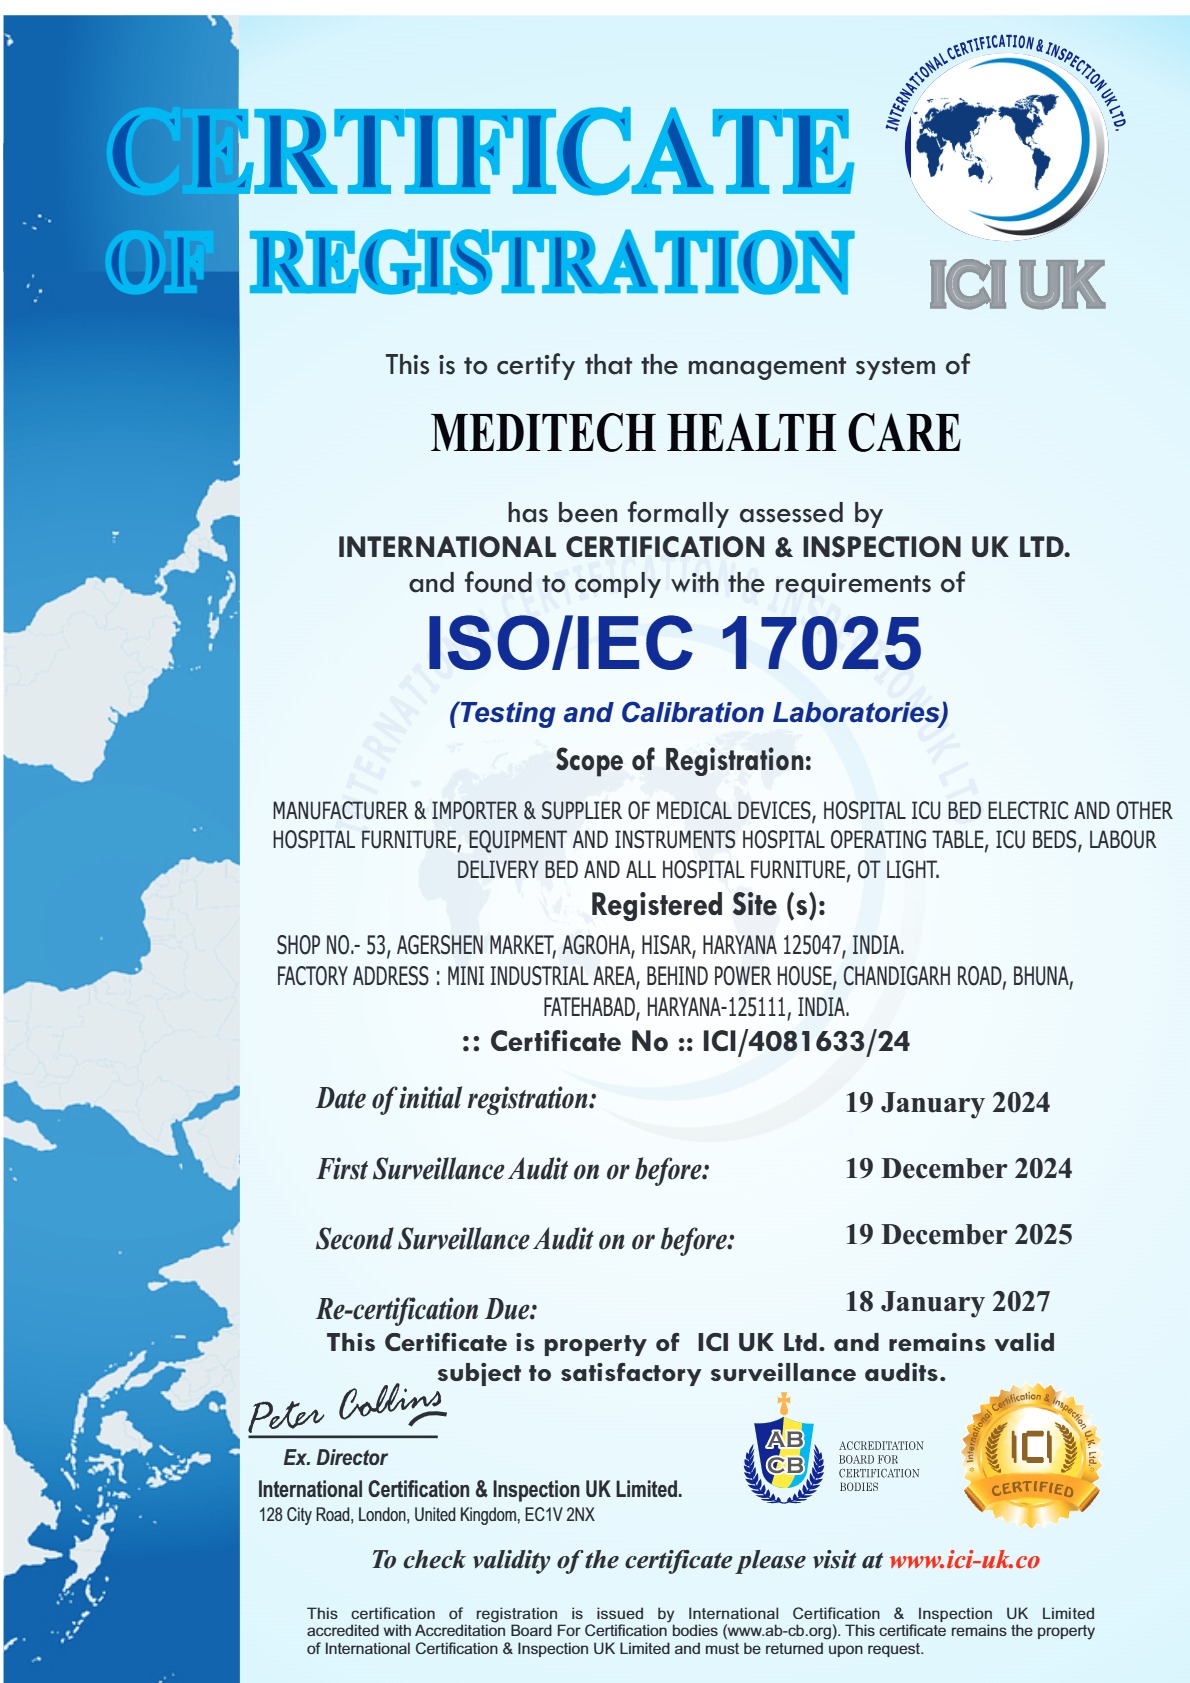 INTERNATIONAL CERTIFICATION & INSPECTION UK LTD.
CERTIFICATE
OF REGISTRATION
ICI UK
This is to certify that the management system of
MEDITECH HEALTH CARE
has been formally assessed by
INTERNATIONAL CERTIFICATION & INSPECTION UK LTD.
and found to comply with the requirements of
INTERNATIONAL CERTIFICATION & INSPECTION UK LTD
ISO/IEC 17025
(Testing and Calibration Laboratories)
Scope of Registration:
MANUFACTURER & IMPORTER & SUPPLIER OF MEDICAL DEVICES, HOSPITAL ICU BED ELECTRIC AND OTHER
HOSPITAL FURNITURE, EQUIPMENT AND INSTRUMENTS HOSPITAL OPERATING TABLE, ICU BEDS, LABOUR
DELIVERY BED AND ALL HOSPITAL FURNITURE, OT LIGHT.
Registered Site (s):
SHOP NO.- 53, AGERSHEN MARKET, AGROHA, HISAR, HARYANA 125047, INDIA.
FACTORY ADDRESS : MINI INDUSTRIAL AREA, BEHIND POWER HOUSE, CHANDIGARH ROAD, BHUNA,
FATEHABAD, HARYANA-125111, INDIA.
:: Certificate No :: ICI/4081633/24
Date of initial registration: 19 January 2024
First Surveillance Audit on or before: 19 December 2024
Second Surveillance Audit on or before: 19 December 2025
Re-certification Due: 18 January 2027
This Certificate is property of ICI UK Ltd. and remains valid
subject to satisfactory surveillance audits.
Peter Collins
Ex. Director
International Certification & Inspection UK Limited.
128 City Road, London, United Kingdom, EC1V 2NX
AB
CB
ACCREDITATION
BOARD FOR
CERTIFICATION
BODIES
International Certification & Inspection U.K. Ltd.
ICI
CERTIFIED
To check validity of the certificate please visit at www.ici-uk.co
This certification of registration is issued by International Certification & Inspection UK Limited
accredited with Accreditation Board For Certification bodies (www.ab-cb.org). This certificate remains the property
of International Certification & Inspection UK Limited and must be returned upon request.